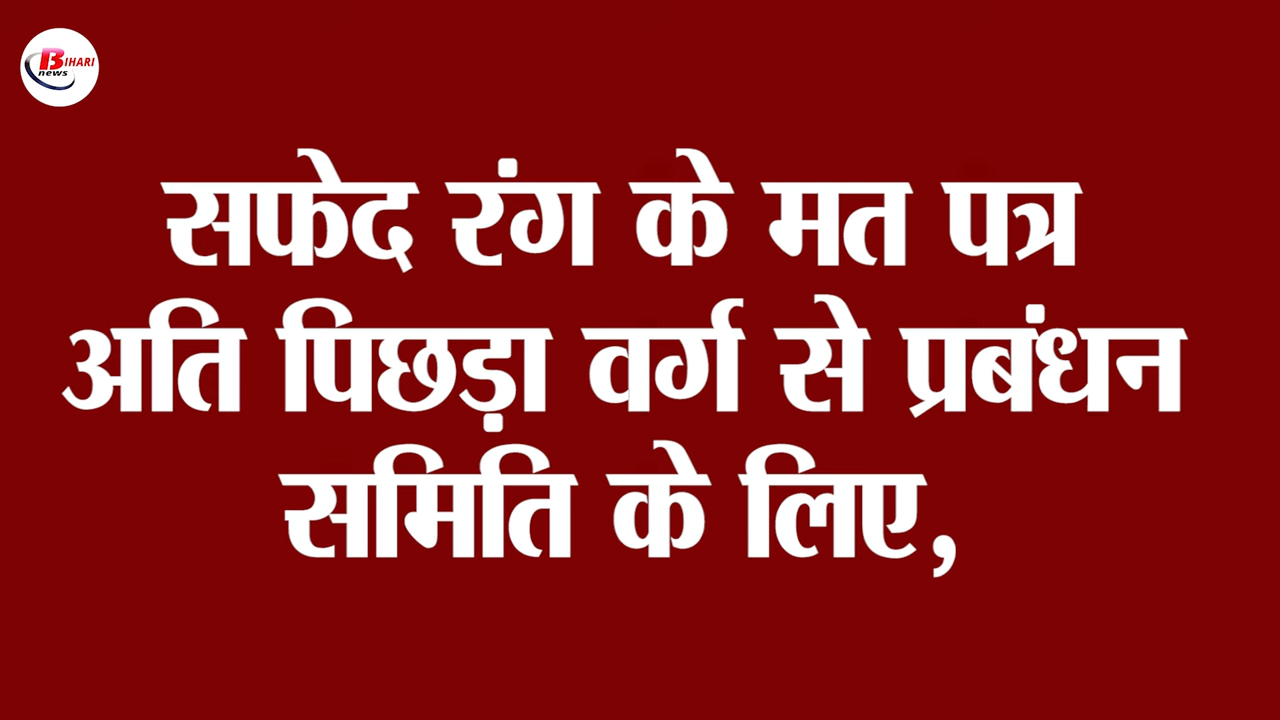 BIHARI
news
सफेद रंग के मत पत्र
अति पिछड़ा वर्ग से प्रबंधन
समिति के लिए,